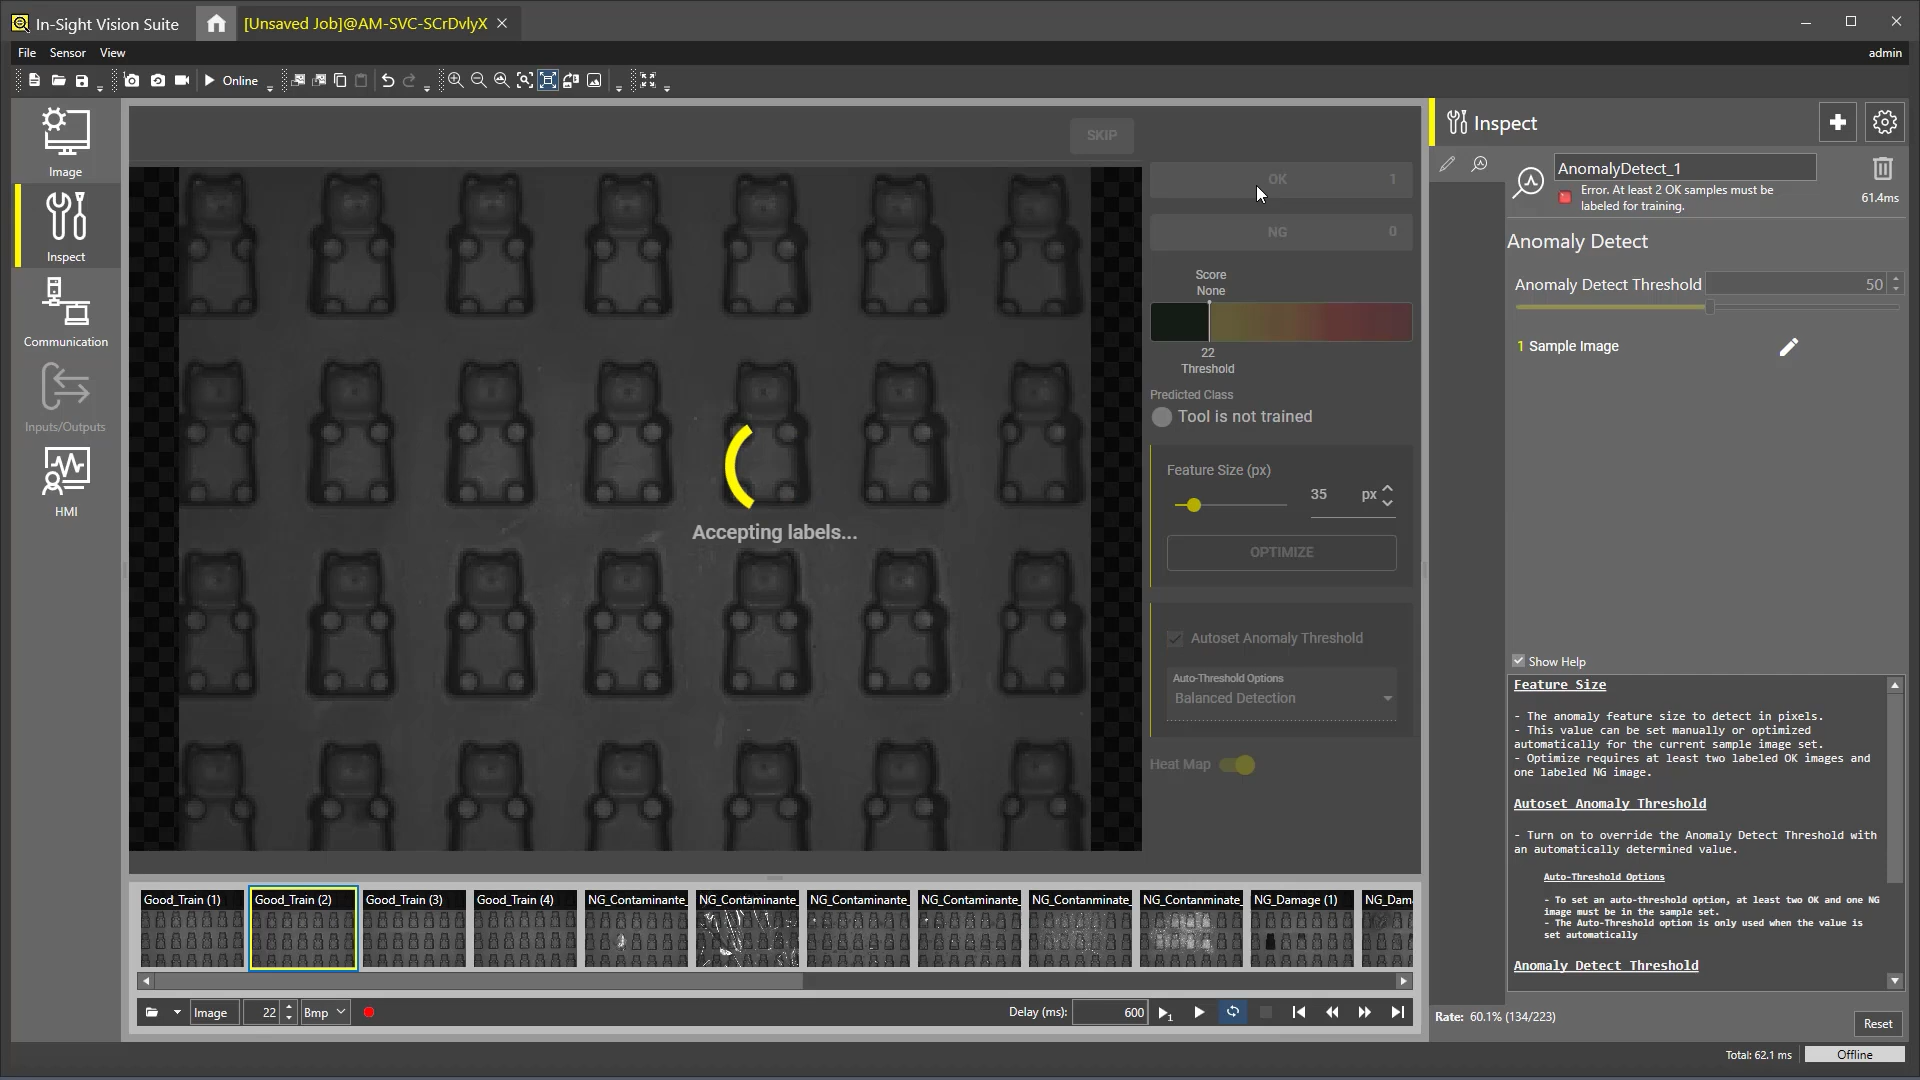 In-Sight Vision Suite
[Unsaved Job]@AM-SVC-SCrDvlyX
File Sensor View
admin
Online
Image
Inspect
Communication
Inputs/Outputs
HMI
SKIP
OK 1
NG 0
Score
None
22
Threshold
Predicted Class
Tool is not trained
Feature Size (px)
35 px
OPTIMIZE
Autoset Anomaly Threshold
Auto-Threshold Options
Balanced Detection
Heat Map
Accepting labels...
Good_Train (1)
Good_Train (2)
Good_Train (3)
Good_Train (4)
NG_Contaminante_
NG_Contaminante_
NG_Contaminante_
NG_Contaminante_
NG_Contaminante_
NG_Contanminate_
NG_Damage (1)
NG_Dam
Image 22 Bmp
Delay (ms): 600
1
Inspect
AnomalyDetect_1
Error. At least 2 OK samples must be
labeled for training.
61.4ms
Anomaly Detect
Anomaly Detect Threshold 50
1 Sample Image
Show Help
Feature Size
- The anomaly feature size to detect in pixels.
- This value can be set manually or optimized
automatically for the current sample image set.
- Optimize requires at least two labeled OK images and
one labeled NG image.
Autoset Anomaly Threshold
- Turn on to override the Anomaly Detect Threshold with
an automatically determined value.
Auto-Threshold Options
- To set an auto-threshold option, at least two OK and one NG
image must be in the sample set.
- The Auto-Threshold option is only used when the value is
set automatically
Anomaly Detect Threshold
Rate: 60.1% (134/223)
Reset
Total: 62.1 ms
Offline